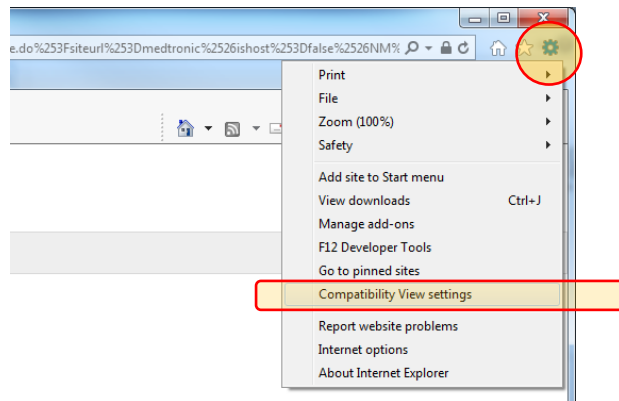 e.do%253Fsiteurl%253Dmedtronic%2526ishost%253Dfalse%2526NM%
Print
File
Zoom (100%)
Safety
Add site to Start menu
View downloads Ctrl+J
Manage add-ons
F12 Developer Tools
Go to pinned sites
Compatibility View settings
Report website problems
Internet options
About Internet Explorer